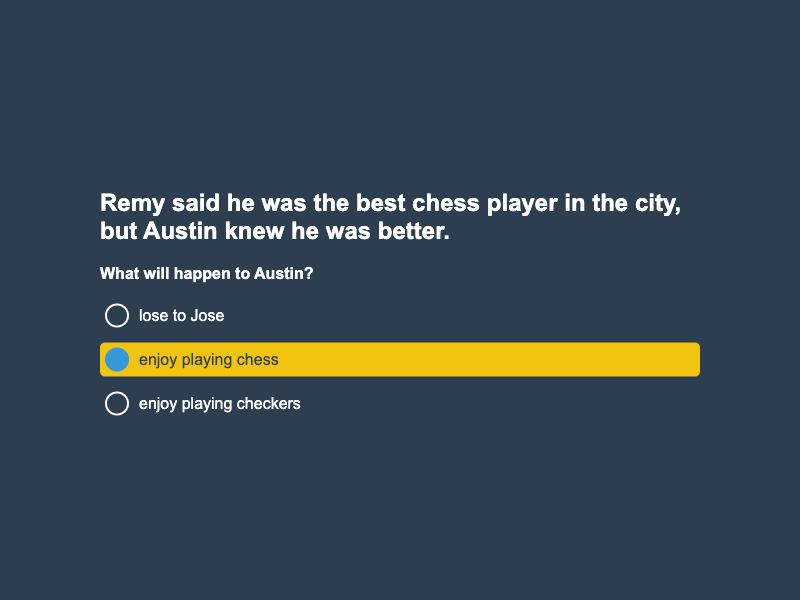 Remy said he was the best chess player in the city,
but Austin knew he was better.
What will happen to Austin?
lose to Jose
enjoy playing chess
enjoy playing checkers